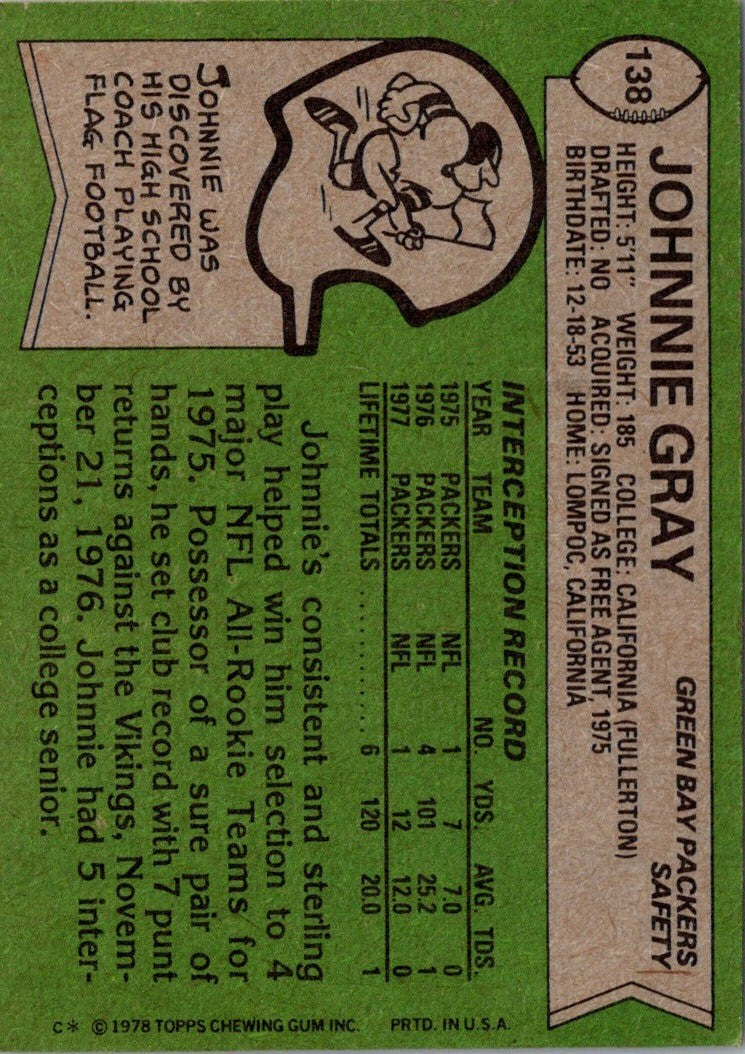 138
JOHNNIE GRAY
GREEN BAY PACKERS
SAFETY
HEIGHT: 5'11" WEIGHT: 185 COLLEGE: CALIFORNIA (FULLERTON)
DRAFTED: NO ACQUIRED: SIGNED AS FREE AGENT, 1975
BIRTHDATE: 12-18-53 HOME: LOMPOC, CALIFORNIA
JOHNNIE WAS
DISCOVERED BY
HIS HIGH SCHOOL
COACH PLAYING
FLAG FOOTBALL.
INTERCEPTION RECORD
YEAR TEAM NO. YDS. AVG. TDS.
1975 PACKERS NFL 1 7 7.0 0
1976 PACKERS NFL 4 101 25.2 1
1977 PACKERS NFL 1 12 12.0 0
LIFETIME TOTALS .............. 6 120 20.0 1
Johnnie's consistent and sterling
play helped win him selection to 4
major NFL All-Rookie Teams for
1975. Possessor of a sure pair of
hands, he set club record with 7 punt
returns against the Vikings, Novem-
ber 21, 1976. Johnnie had 5 inter-
ceptions as a college senior.
C* © 1978 TOPPS CHEWING GUM INC. PRTD. IN U.S.A.